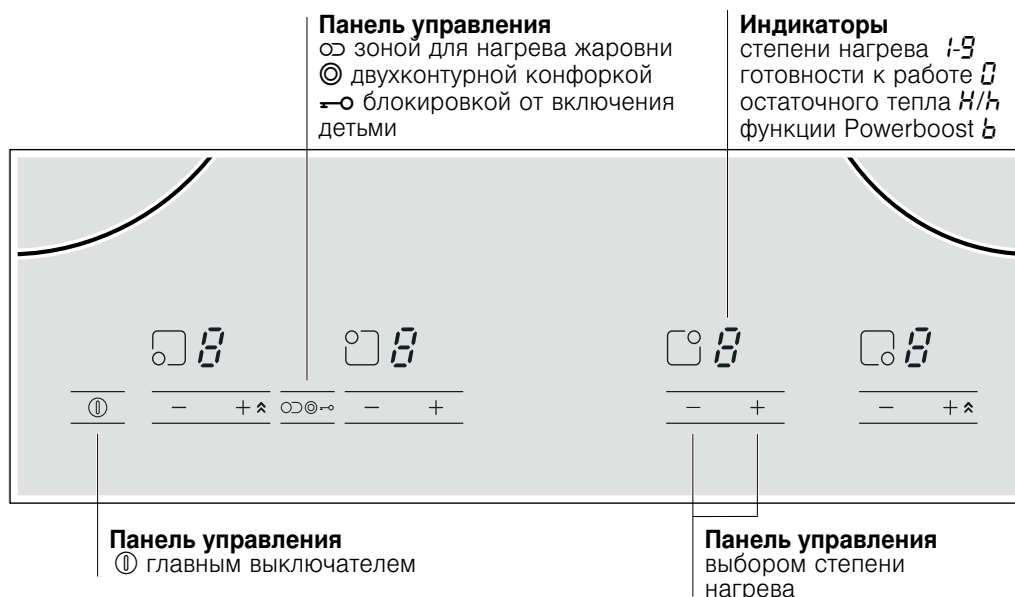 Панель управления
зоной для нагрева жаровни
двухконтурной конфоркой
блокировкой от включения
детьми
Индикаторы
степени нагрева 1-9
готовности к работе 0
остаточного тепла H/h
функции Powerboost b
8 8 8 8
− + − + − + − +
Панель управления
главным выключателем
Панель управления
выбором степени
нагрева